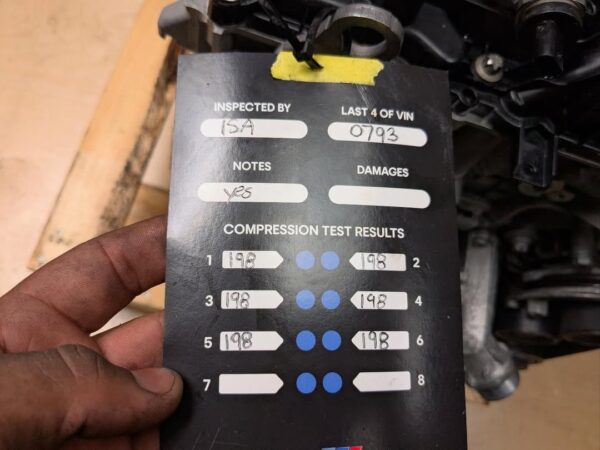 INSPECTED BY LAST 4 OF VIN
ISA 0793
NOTES DAMAGES
yes
COMPRESSION TEST RESULTS
1 198 198 2
3 198 198 4
5 198 198 6
7 8